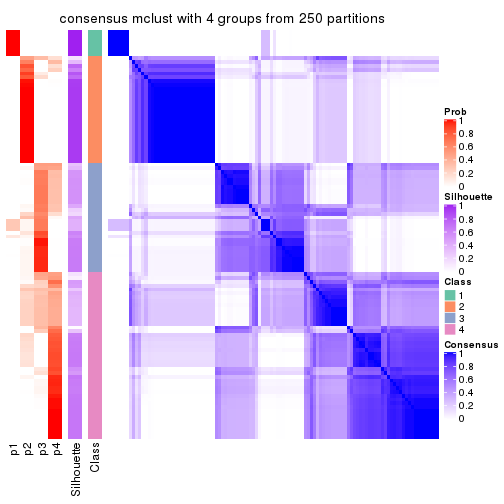 consensus mclust with 4 groups from 250 partitions
Prob
1
0.8
0.6
0.4
0.2
0
Silhouette
1
0.8
0.6
0.4
0.2
0
Class
1
2
3
4
Consensus
1
0.8
0.6
0.4
0.2
0
p1
p2
p3
p4
Silhouette
Class